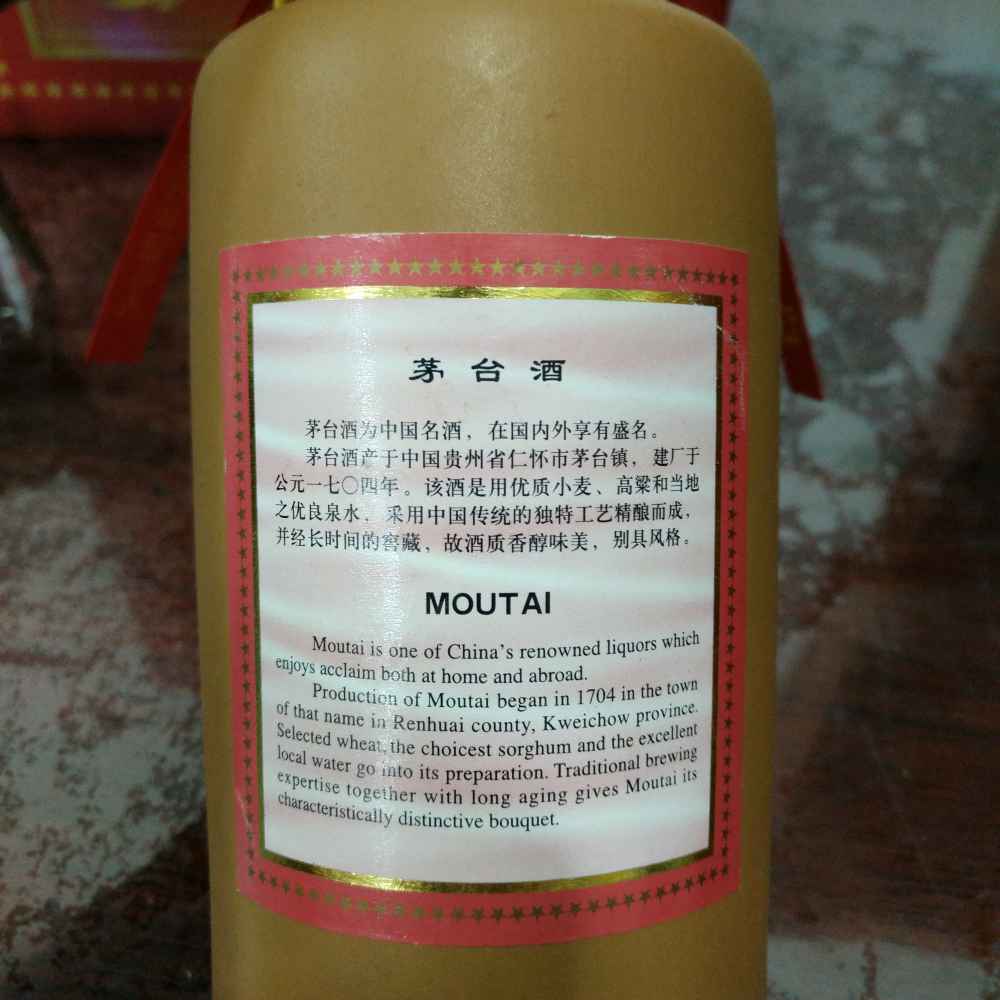 茅台酒
茅台酒为中国名酒，在国内外享有盛名。
茅台酒产于中国贵州省仁怀市茅台镇，建厂于
公元一七〇四年。该酒是用优质小麦、高粱和当地
之优良泉水，采用中国传统的独特工艺精酿而成，
并经长时间的窖藏，故酒质香醇味美，别具风格。
MOUTAI
Moutai is one of China's renowned liquors which
enjoys acclaim both at home and abroad.
Production of Moutai began in 1704 in the town
of that name in Renhuai county, Kweichow province.
Selected wheat, the choicest sorghum and the excellent
local water go into its preparation. Traditional brewing
expertise together with long aging gives Moutai its
characteristically distinctive bouquet.